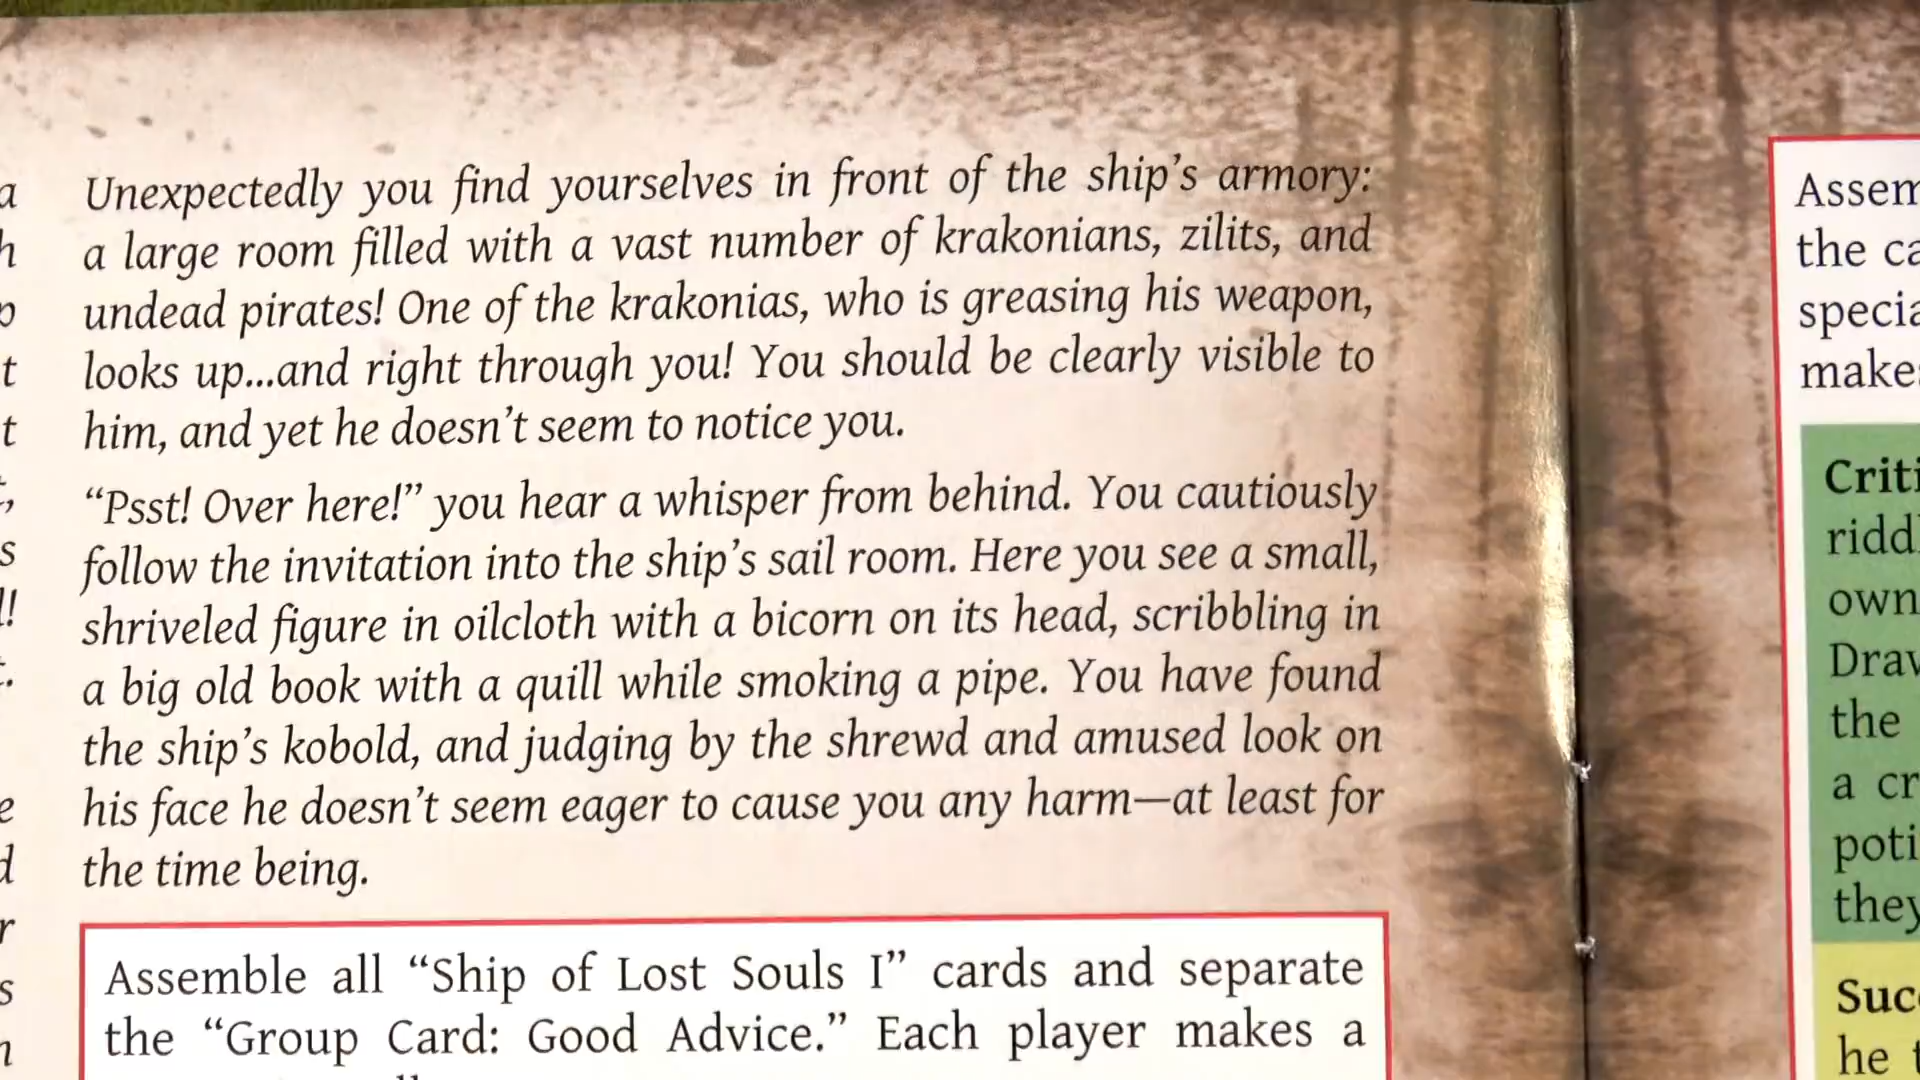 Unexpectedly you find yourselves in front of the ship's armory:
a large room filled with a vast number of krakonians, zilits, and
undead pirates! One of the krakonias, who is greasing his weapon,
looks up...and right through you! You should be clearly visible to
him, and yet he doesn't seem to notice you.
“Psst! Over here!” you hear a whisper from behind. You cautiously
follow the invitation into the ship's sail room. Here you see a small,
shriveled figure in oilcloth with a bicorn on its head, scribbling in
a big old book with a quill while smoking a pipe. You have found
the ship's kobold, and judging by the shrewd and amused look on
his face he doesn't seem eager to cause you any harm—at least for
the time being.
Assemble all “Ship of Lost Souls I” cards and separate
the “Group Card: Good Advice.” Each player makes a
the
own
Draw
the
a
they
he